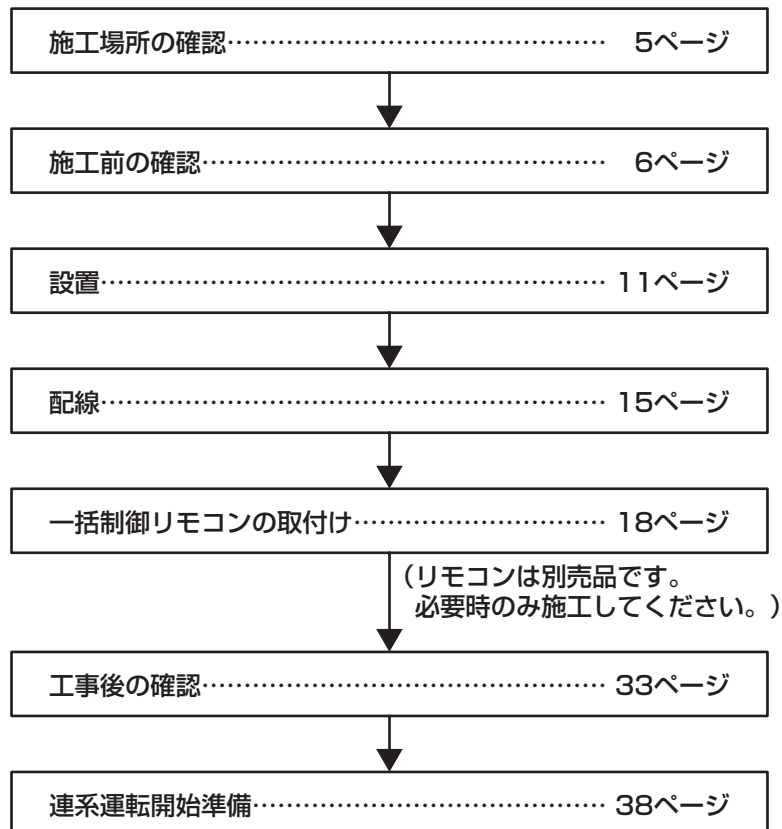 施工場所の確認………………………………………… 5ページ
施工前の確認…………………………………………… 6ページ
設置…………………………………………………… 11ページ
配線…………………………………………………… 15ページ
一括制御リモコンの取付け………………………… 18ページ
（リモコンは別売品です。
必要時のみ施工してください。）
工事後の確認………………………………………… 33ページ
連系運転開始準備…………………………………… 38ページ